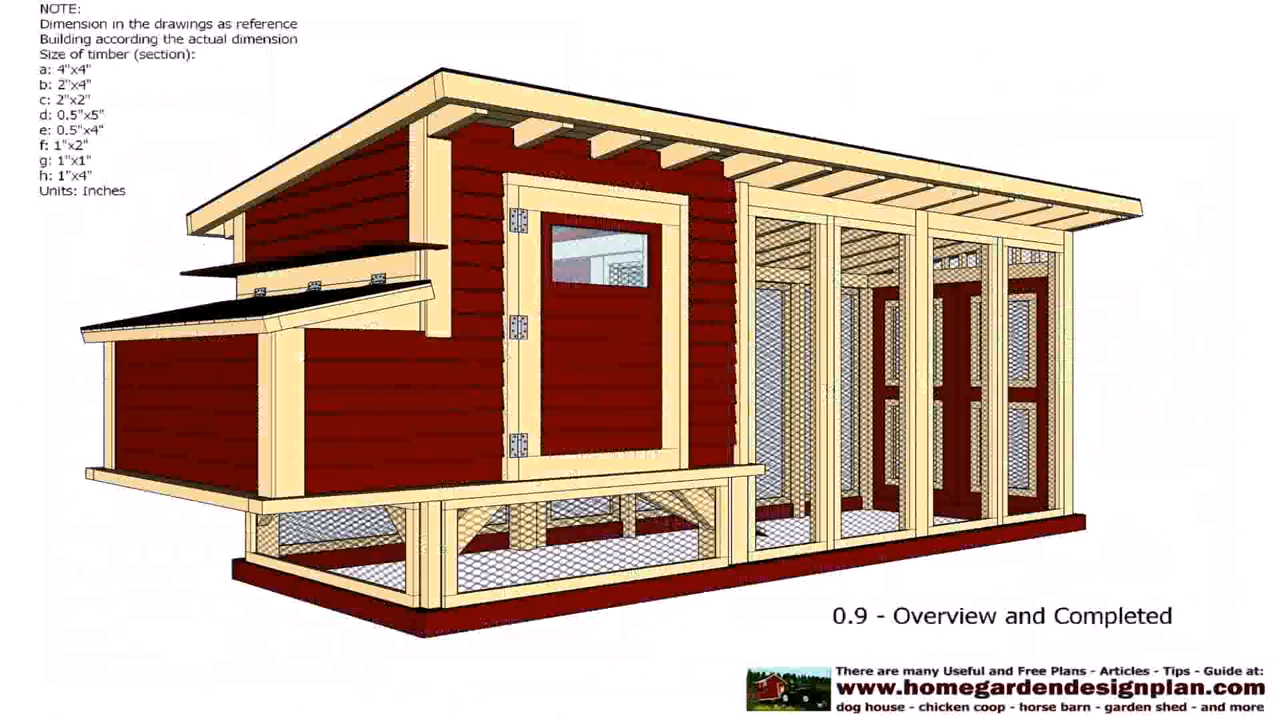 NOTE:
Dimension in the drawings as reference
Building according the actual dimension
Size of timber (section):
a: 4"x4"
b: 2"x4"
c: 2"x2"
d: 0.5"x5"
e: 0.5"x4"
f: 1"x2"
g: 1"x1"
h: 1"x4"
Units: Inches
0.9 - Overview and Completed
There are many Useful and Free Plans - Articles - Tips - Guide at:
www.homegardendesignplan.com
dog house - chicken coop - horse barn - garden shed - and more